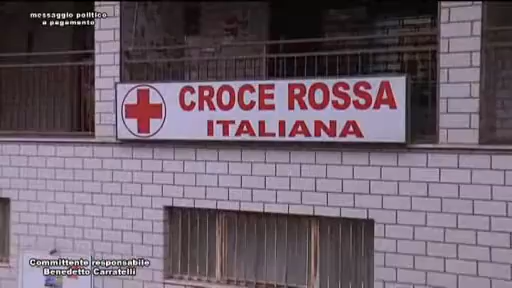 messaggio politico
a pagamento
CROCE ROSSA
ITALIANA
Committente responsabile
Benedetto Carratelli